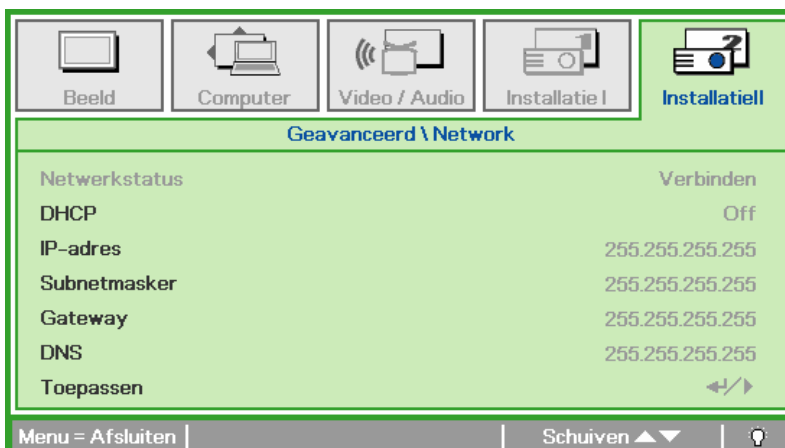 Beeld
Computer
Video / Audio
Installatie I
InstallatieII
Geavanceerd \ Network
Netwerkstatus Verbinden
DHCP Off
IP-adres 255.255.255.255
Subnetmasker 255.255.255.255
Gateway 255.255.255.255
DNS 255.255.255.255
Toepassen
Menu = Afsluiten
Schuiven